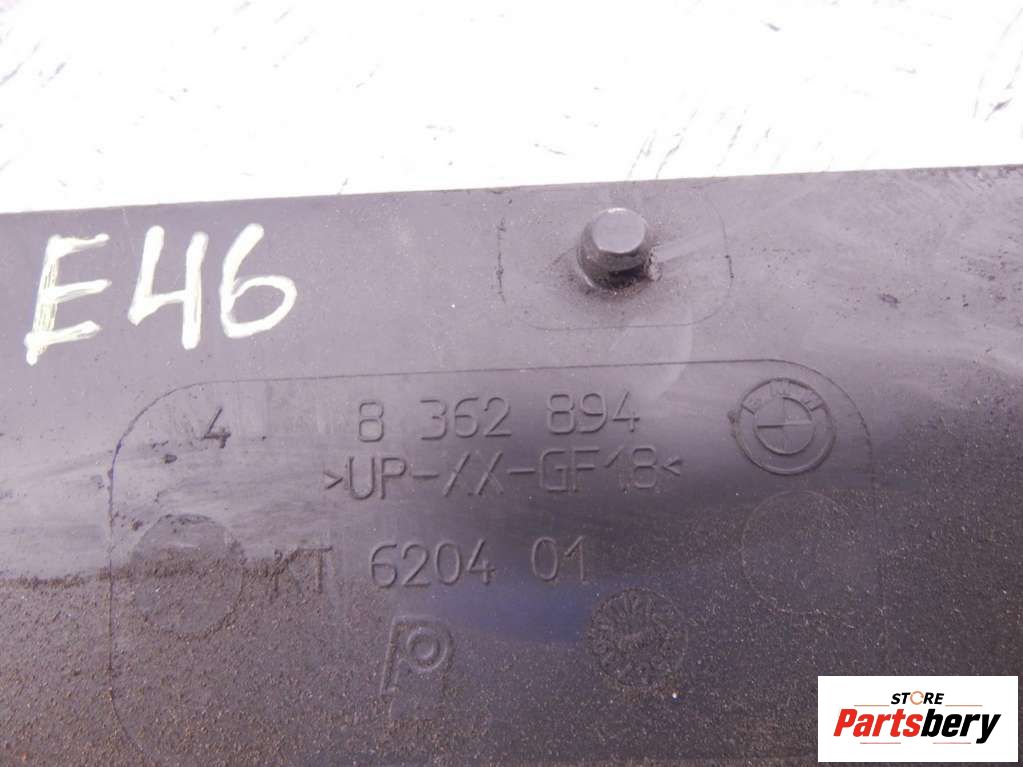 E46
4 8 362 894
>UP-XX-GF18<
KT 6204 01
STORE
Partsbery